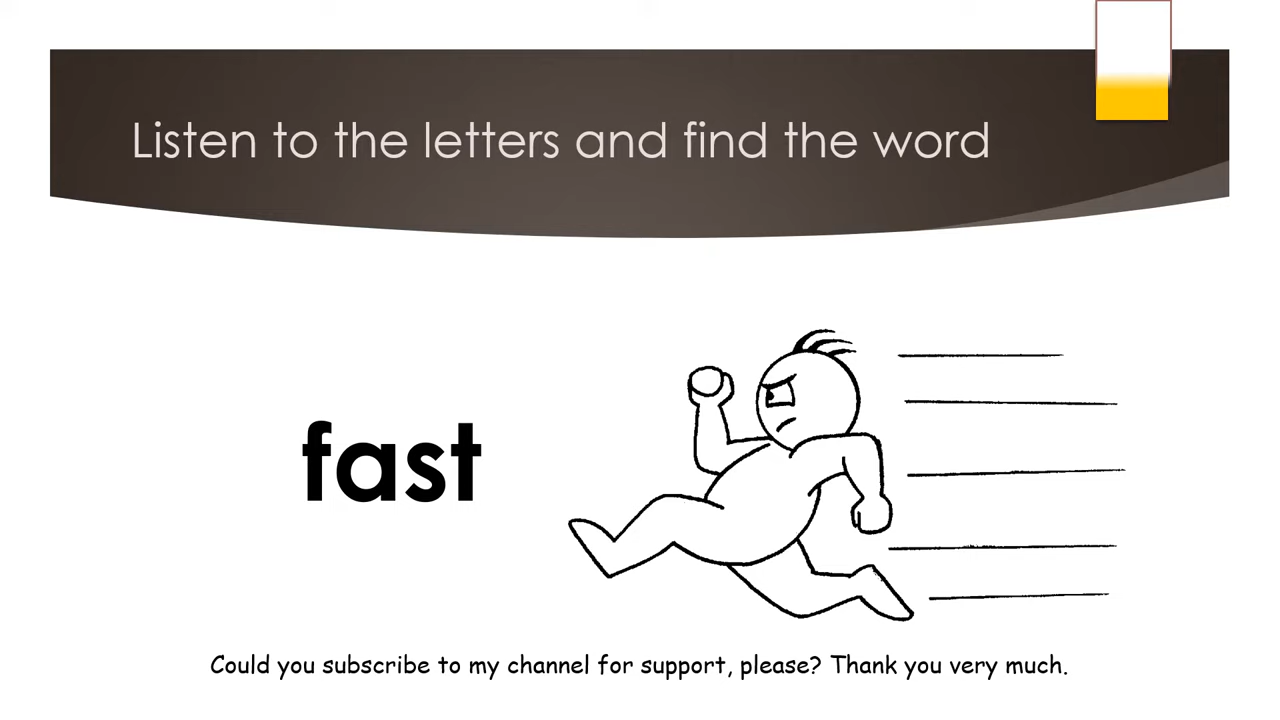 Listen to the letters and find the word
fast
Could you subscribe to my channel for support, please? Thank you very much.